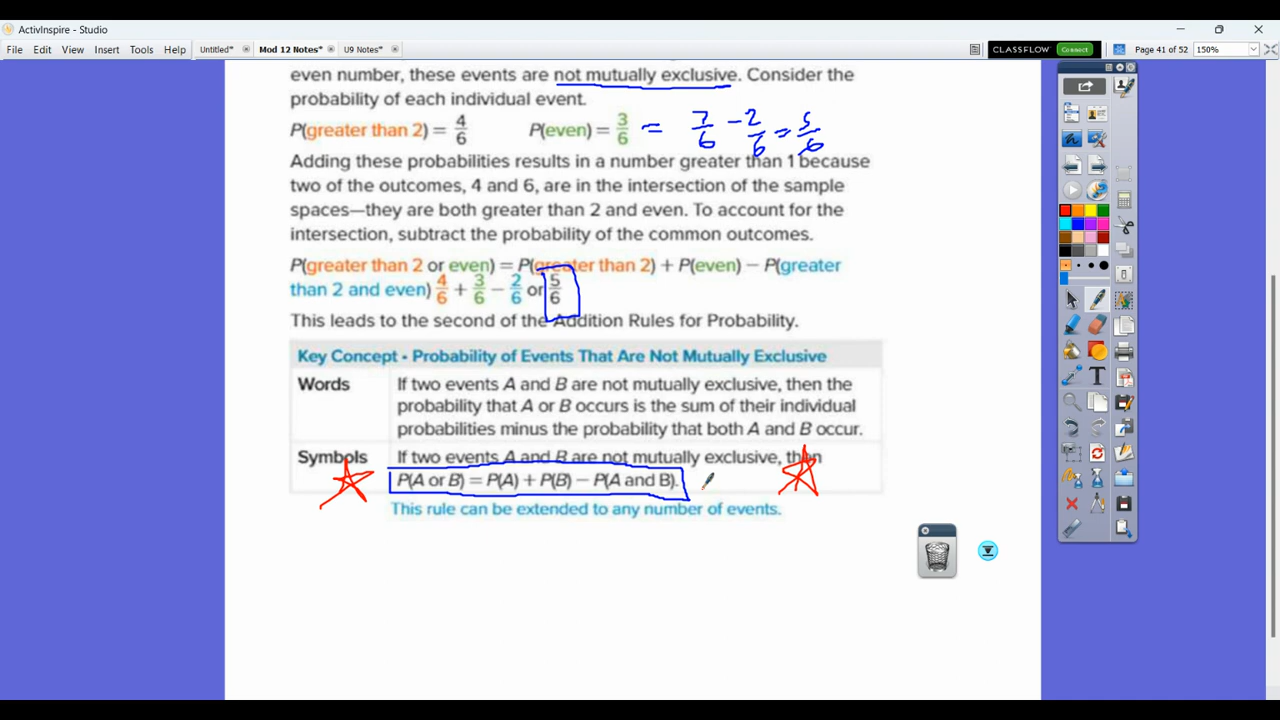 ActivInspire - Studio
File Edit View Insert Tools Help Untitled* Mod 12 Notes* U9 Notes* CLASSFLOW Connect Page 41 of 52 150%
even number, these events are not mutually exclusive. Consider the
probability of each individual event.
P(greater than 2) = 4/6 P(even) = 3/6 = 7/6 - 2/6 = 5/6
Adding these probabilities results in a number greater than 1 because
two of the outcomes, 4 and 6, are in the intersection of the sample
spaces—they are both greater than 2 and even. To account for the
intersection, subtract the probability of the common outcomes.
P(greater than 2 or even) = P(greater than 2) + P(even) − P(greater
than 2 and even) 4/6 + 3/6 − 2/6 or 5/6
This leads to the second of the Addition Rules for Probability.
Key Concept • Probability of Events That Are Not Mutually Exclusive
Words If two events A and B are not mutually exclusive, then the
probability that A or B occurs is the sum of their individual
probabilities minus the probability that both A and B occur.
Symbols If two events A and B are not mutually exclusive, then
P(A or B) = P(A) + P(B) − P(A and B).
This rule can be extended to any number of events.